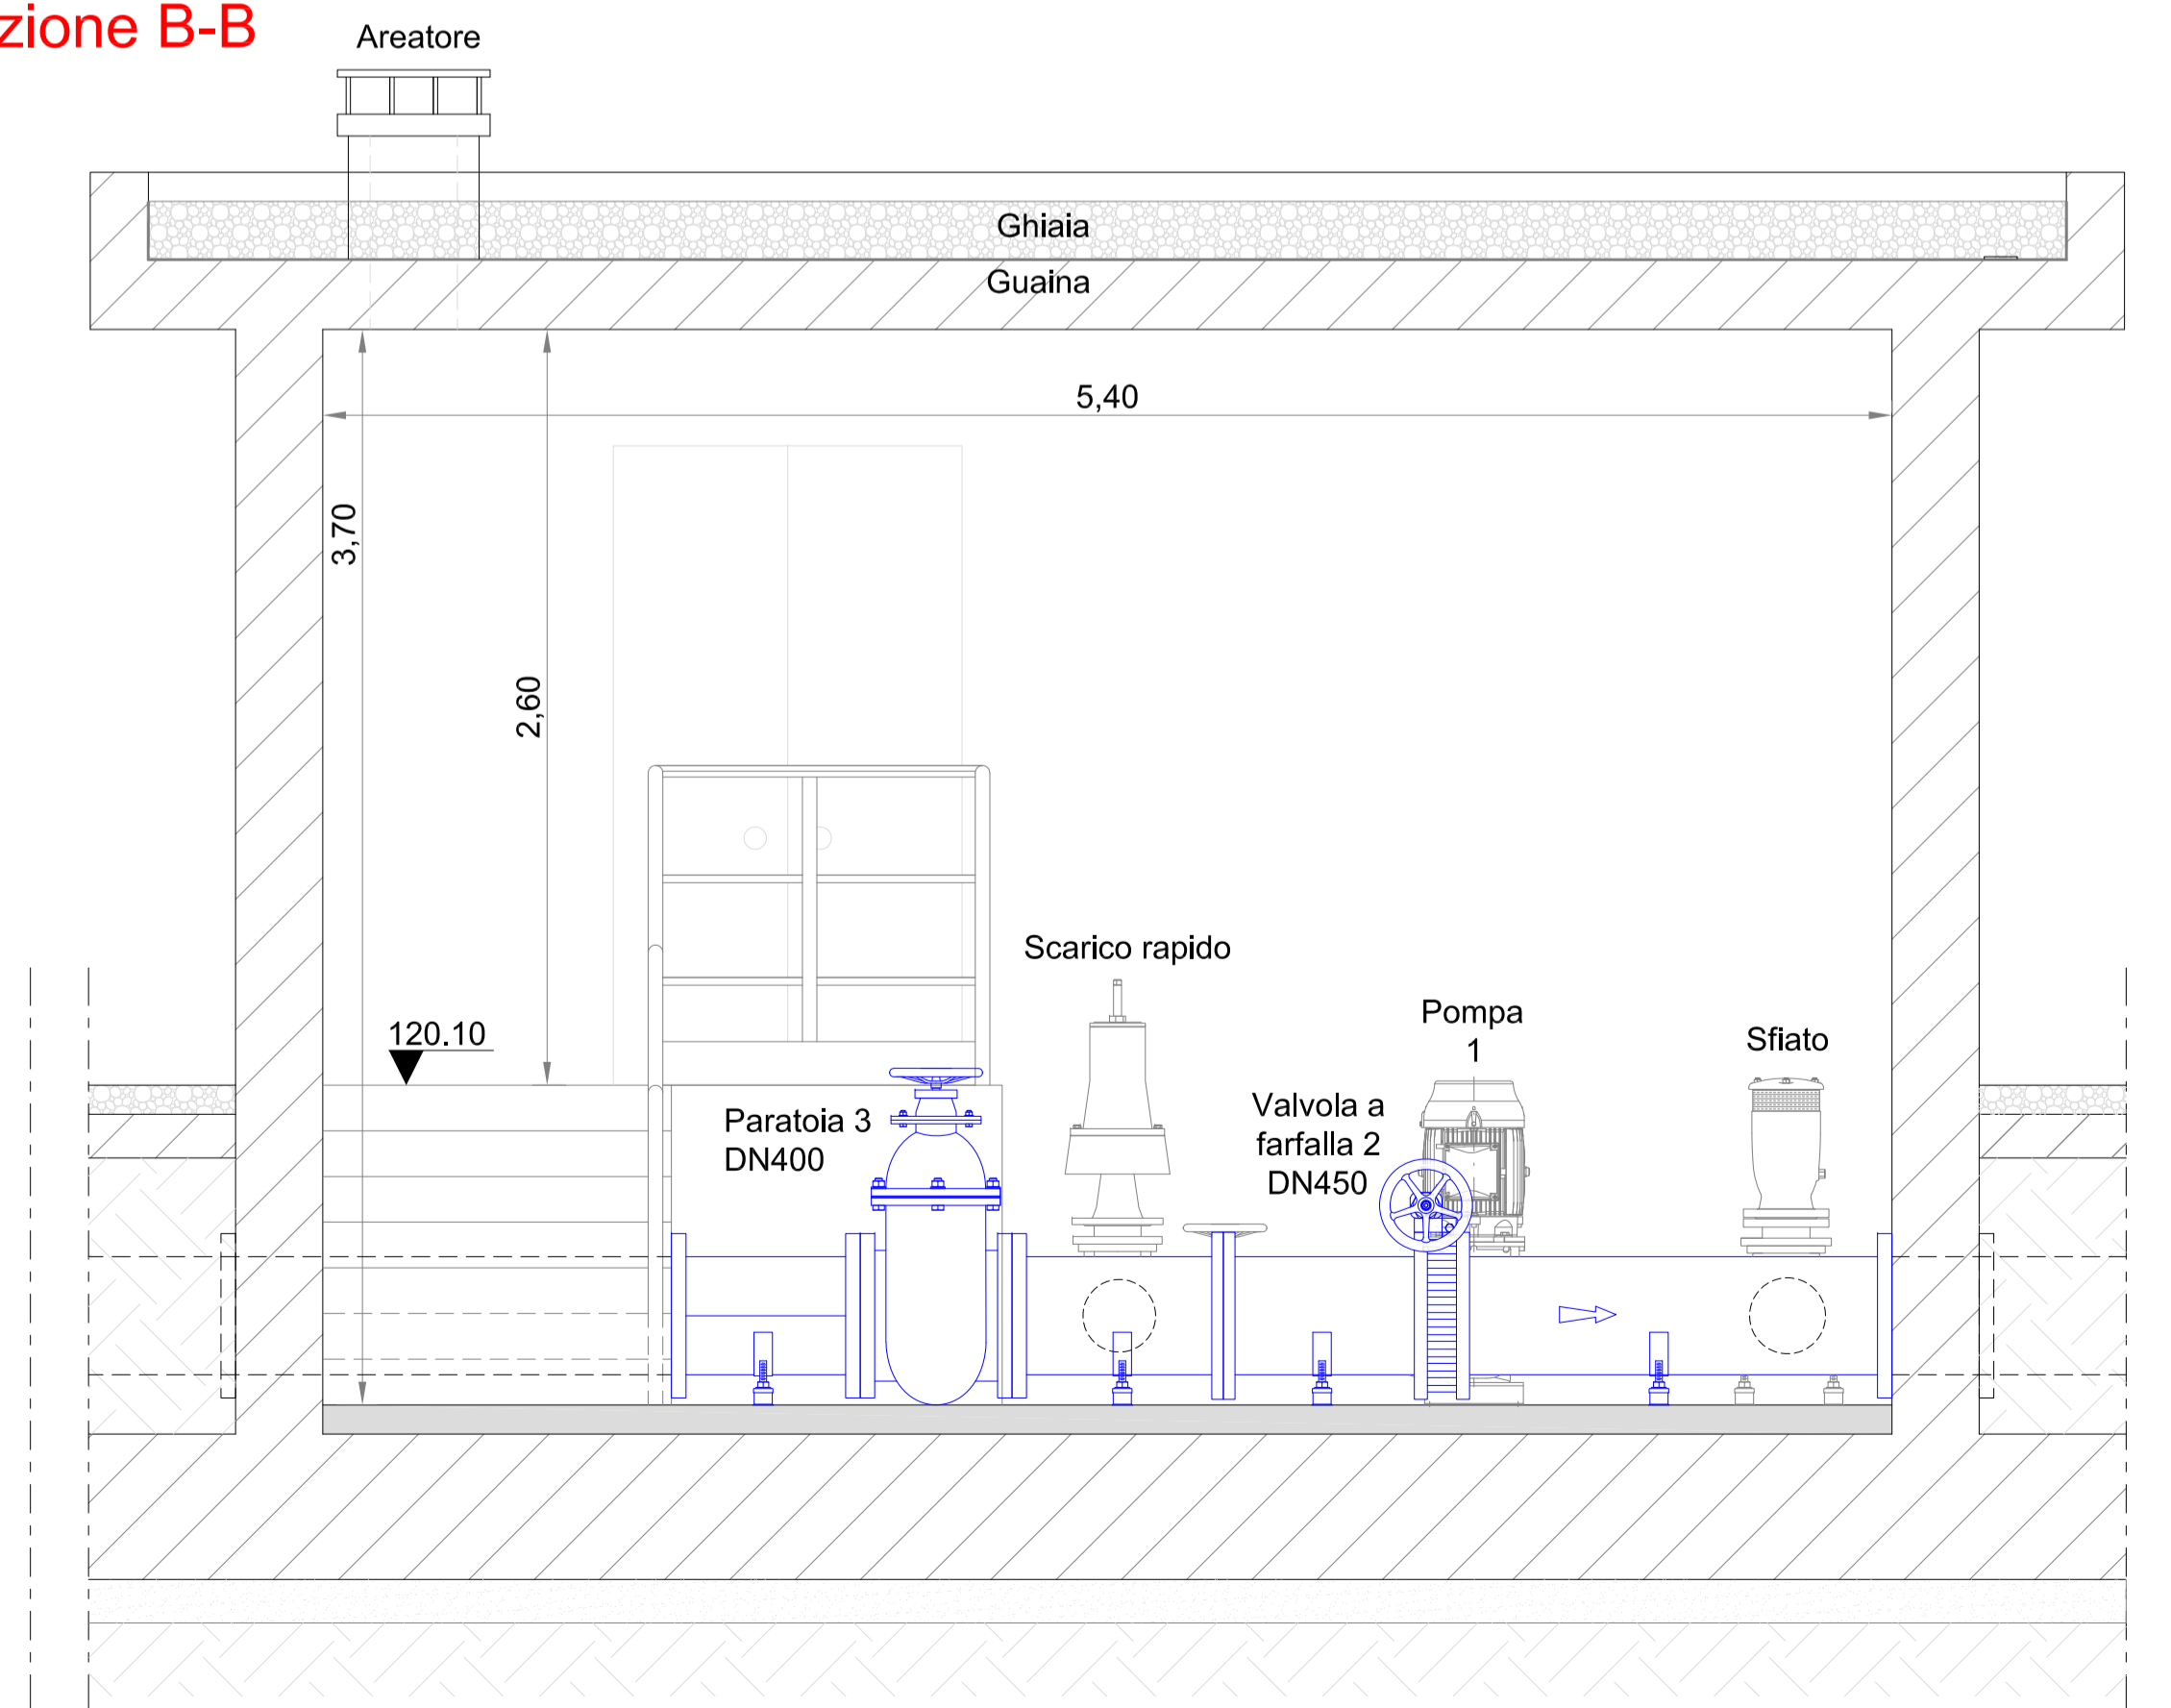 zione B-B
Areatore
Ghiaia
Guaina
5,40
3,70
2,60
Scarico rapido
120.10
Pompa
1
Sfiato
Paratoia 3
DN400
Valvola a
farfalla 2
DN450